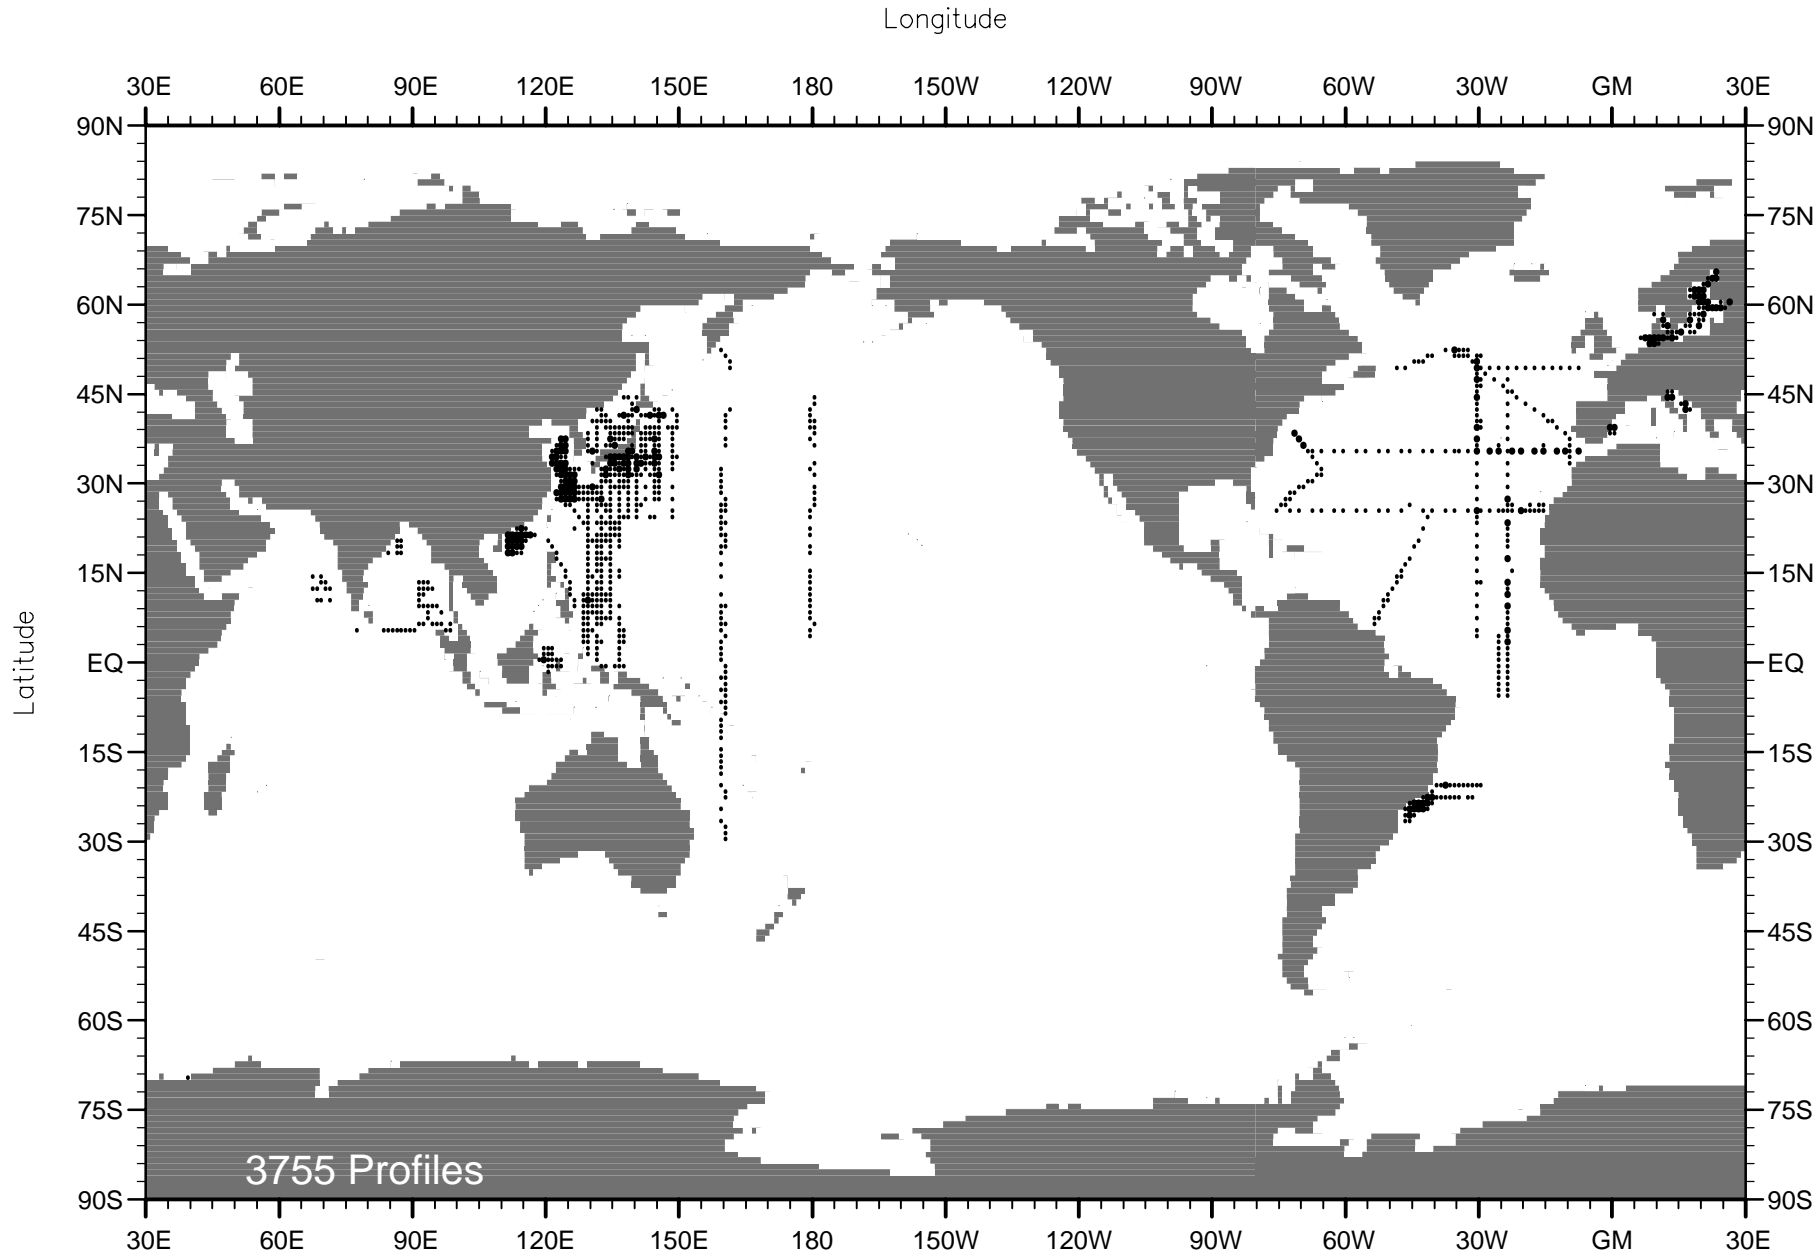 Longitude
30E 60E 90E 120E 150E 180 150W 120W 90W 60W 30W GM 30E
90N 90N
75N 75N
60N 60N
45N 45N
30N 30N
15N 15N
Latitude
EQ EQ
15S 15S
30S 30S
45S 45S
60S 60S
75S 75S
3755 Profiles
90S 90S
30E 60E 90E 120E 150E 180 150W 120W 90W 60W 30W GM 30E